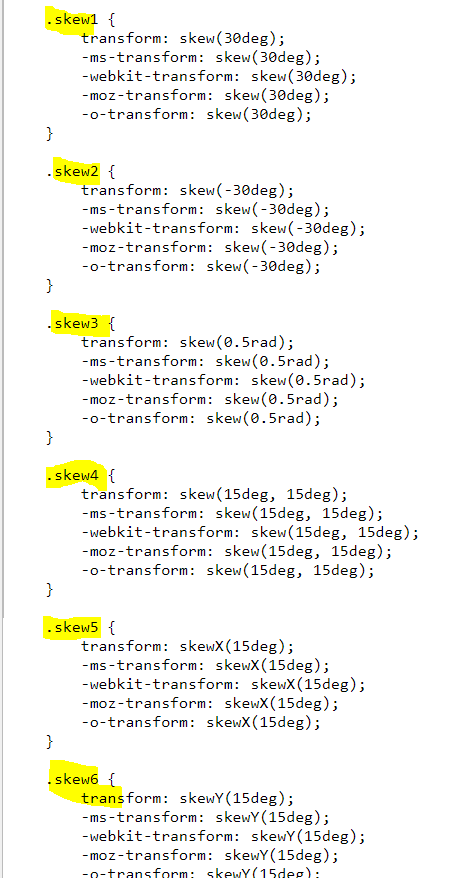 .skew1 {
    transform: skew(30deg);
    -ms-transform: skew(30deg);
    -webkit-transform: skew(30deg);
    -moz-transform: skew(30deg);
    -o-transform: skew(30deg);
}
.skew2 {
    transform: skew(-30deg);
    -ms-transform: skew(-30deg);
    -webkit-transform: skew(-30deg);
    -moz-transform: skew(-30deg);
    -o-transform: skew(-30deg);
}
.skew3 {
    transform: skew(0.5rad);
    -ms-transform: skew(0.5rad);
    -webkit-transform: skew(0.5rad);
    -moz-transform: skew(0.5rad);
    -o-transform: skew(0.5rad);
}
.skew4 {
    transform: skew(15deg, 15deg);
    -ms-transform: skew(15deg, 15deg);
    -webkit-transform: skew(15deg, 15deg);
    -moz-transform: skew(15deg, 15deg);
    -o-transform: skew(15deg, 15deg);
}
.skew5 {
    transform: skewX(15deg);
    -ms-transform: skewX(15deg);
    -webkit-transform: skewX(15deg);
    -moz-transform: skewX(15deg);
    -o-transform: skewX(15deg);
}
.skew6 {
    transform: skewY(15deg);
    -ms-transform: skewY(15deg);
    -webkit-transform: skewY(15deg);
    -moz-transform: skewY(15deg);
    -o-transform: skewY(15deg);